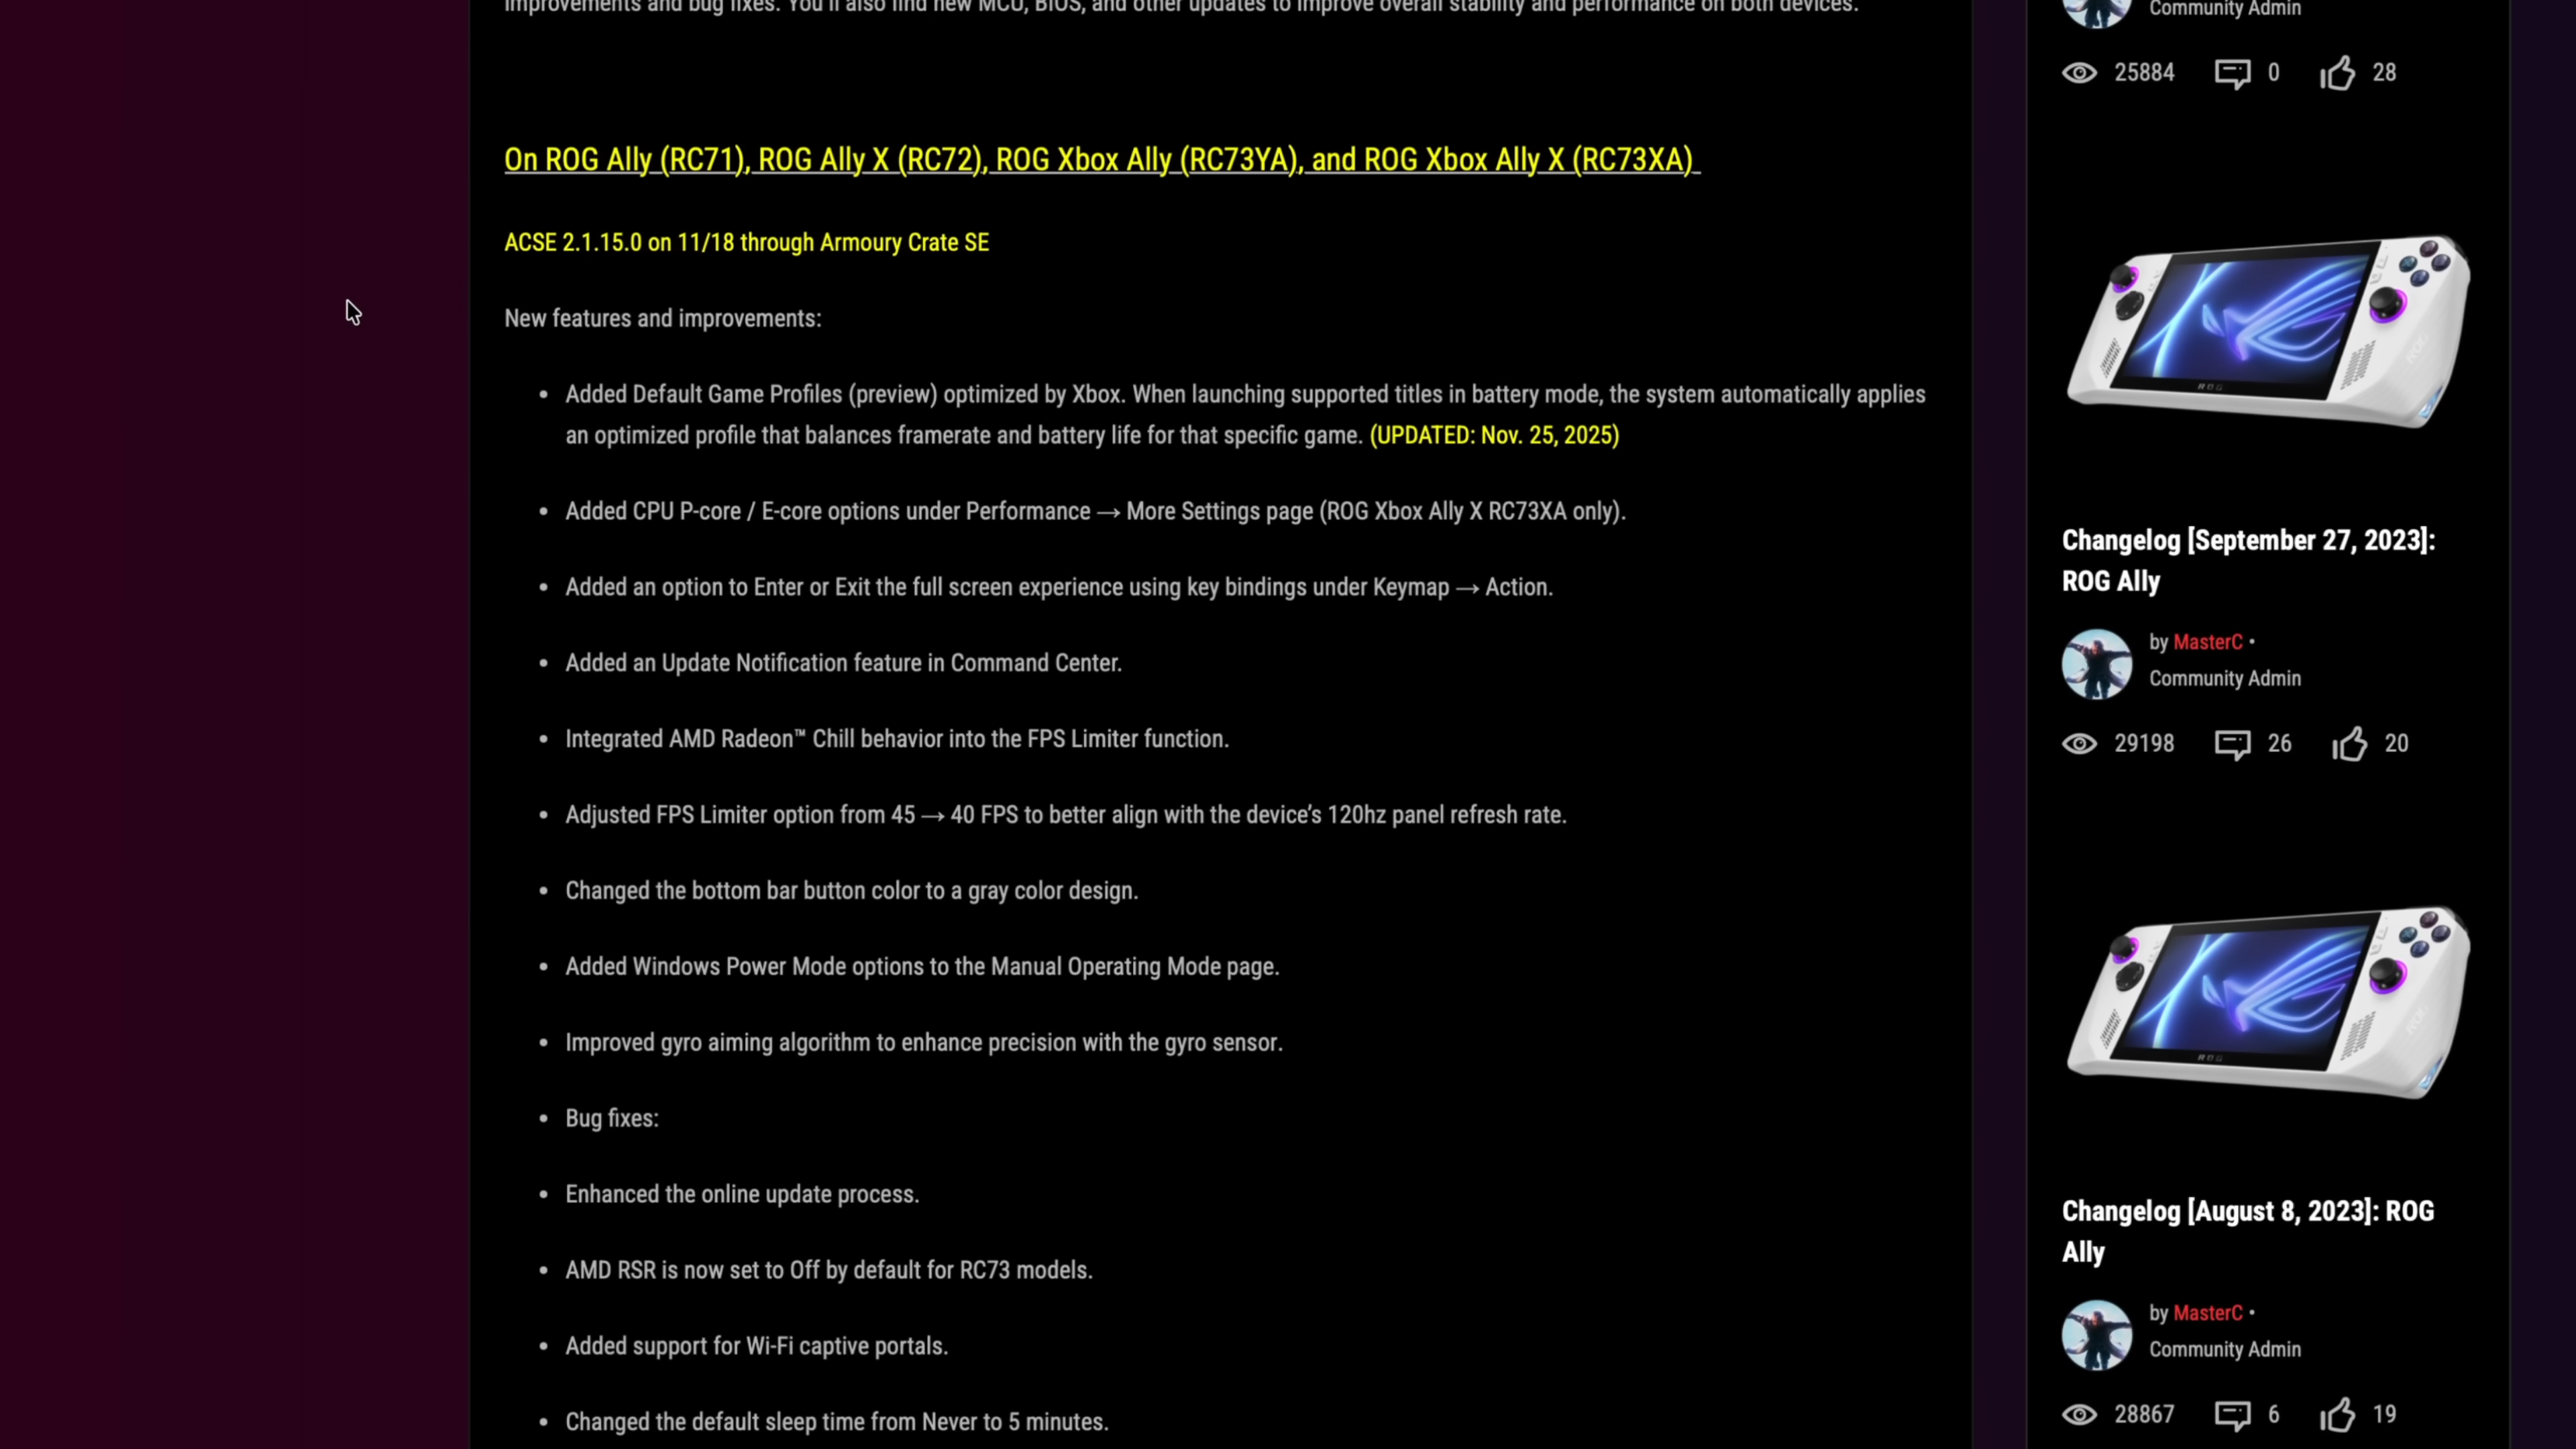 improvements and bug fixes. You'll also find new MCU, BIOS, and other updates to improve overall stability and performance on both devices.
On ROG Ally (RC71), ROG Ally X (RC72), ROG Xbox Ally (RC73YA), and ROG Xbox Ally X (RC73XA)
ACSE 2.1.15.0 on 11/18 through Armoury Crate SE
New features and improvements:
• Added Default Game Profiles (preview) optimized by Xbox. When launching supported titles in battery mode, the system automatically applies
an optimized profile that balances framerate and battery life for that specific game. (UPDATED: Nov. 25, 2025)
• Added CPU P-core / E-core options under Performance → More Settings page (ROG Xbox Ally X RC73XA only).
• Added an option to Enter or Exit the full screen experience using key bindings under Keymap → Action.
• Added an Update Notification feature in Command Center.
• Integrated AMD Radeon™ Chill behavior into the FPS Limiter function.
• Adjusted FPS Limiter option from 45 → 40 FPS to better align with the device’s 120hz panel refresh rate.
• Changed the bottom bar button color to a gray color design.
• Added Windows Power Mode options to the Manual Operating Mode page.
• Improved gyro aiming algorithm to enhance precision with the gyro sensor.
• Bug fixes:
• Enhanced the online update process.
• AMD RSR is now set to Off by default for RC73 models.
• Added support for Wi-Fi captive portals.
• Changed the default sleep time from Never to 5 minutes.
Community Admin
25884 0 28
ROG
Changelog [September 27, 2023]:
ROG Ally
by MasterC •
Community Admin
29198 26 20
ROG
Changelog [August 8, 2023]: ROG
Ally
by MasterC •
Community Admin
28867 6 19